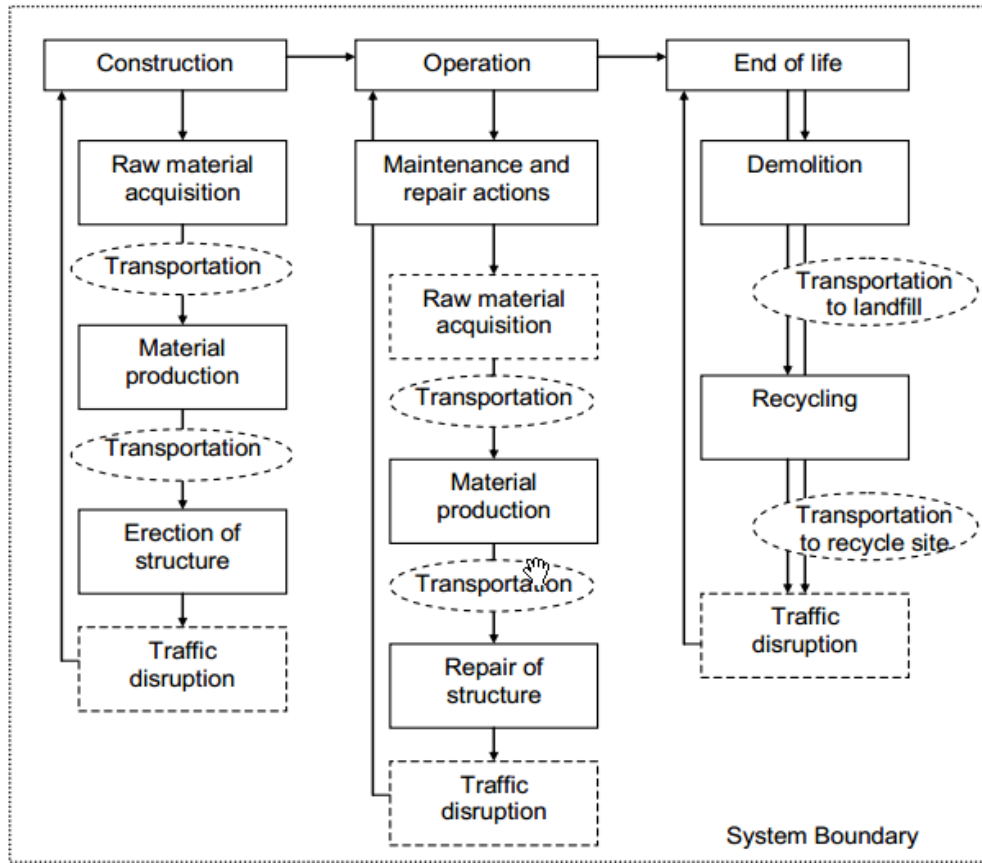 Construction
Operation
End of life
Raw material
acquisition
Transportation
Material
production
Transportation
Erection of
structure
Traffic
disruption
Maintenance and
repair actions
Raw material
acquisition
Transportation
Material
production
Transportation
Repair of
structure
Traffic
disruption
Demolition
Transportation
to landfill
Recycling
Transportation
to recycle site
Traffic
disruption
System Boundary